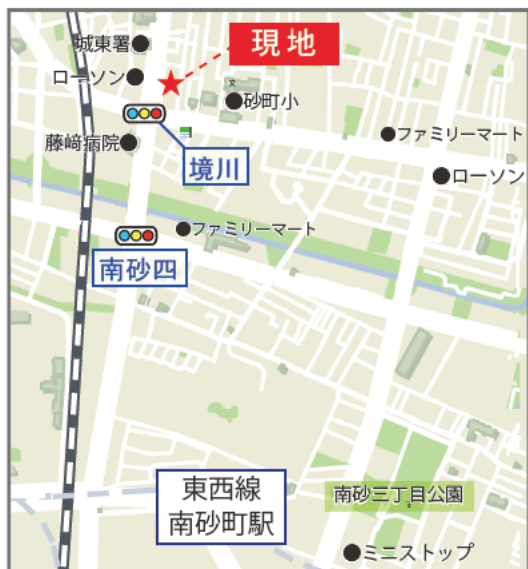 城東署
現地
ローソン
砂町小
藤﨑病院
境川
ファミリーマート
ローソン
ファミリーマート
南砂四
東西線
南砂町駅
南砂三丁目公園
ミニストップ